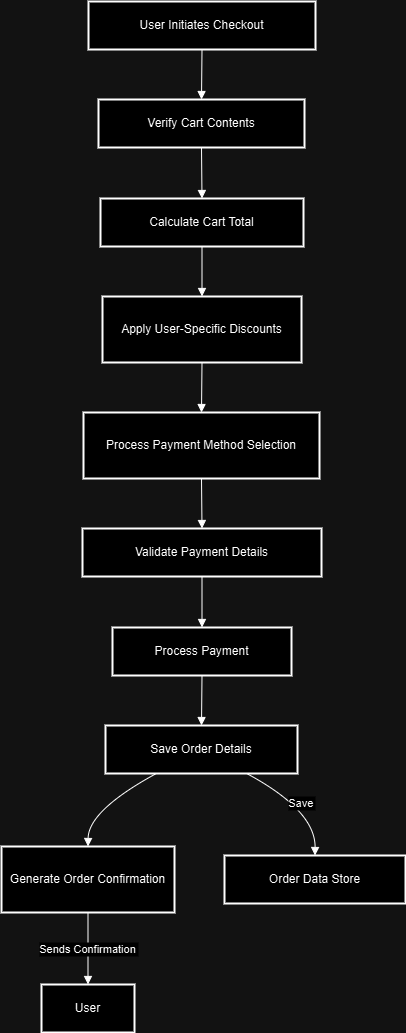 User Initiates Checkout
Verify Cart Contents
Calculate Cart Total
Apply User-Specific Discounts
Process Payment Method Selection
Validate Payment Details
Process Payment
Save Order Details
Save
Generate Order Confirmation
Order Data Store
Sends Confirmation
User